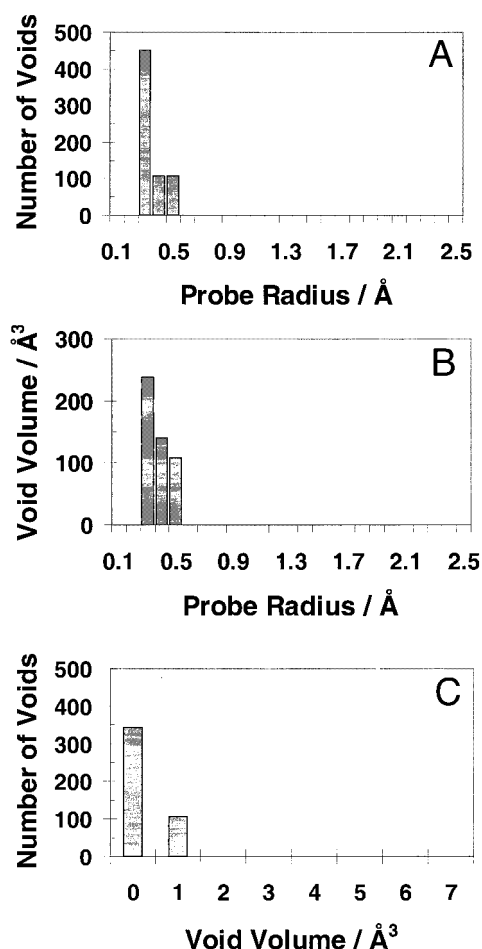 A
Number of Voids
500
400
300
200
100
0
0.1 0.5 0.9 1.3 1.7 2.1 2.5
Probe Radius / Å
B
Void Volume / Å³
300
200
100
0
0.1 0.5 0.9 1.3 1.7 2.1 2.5
Probe Radius / Å
C
Number of Voids
500
400
300
200
100
0
0 1 2 3 4 5 6 7
Void Volume / Å³